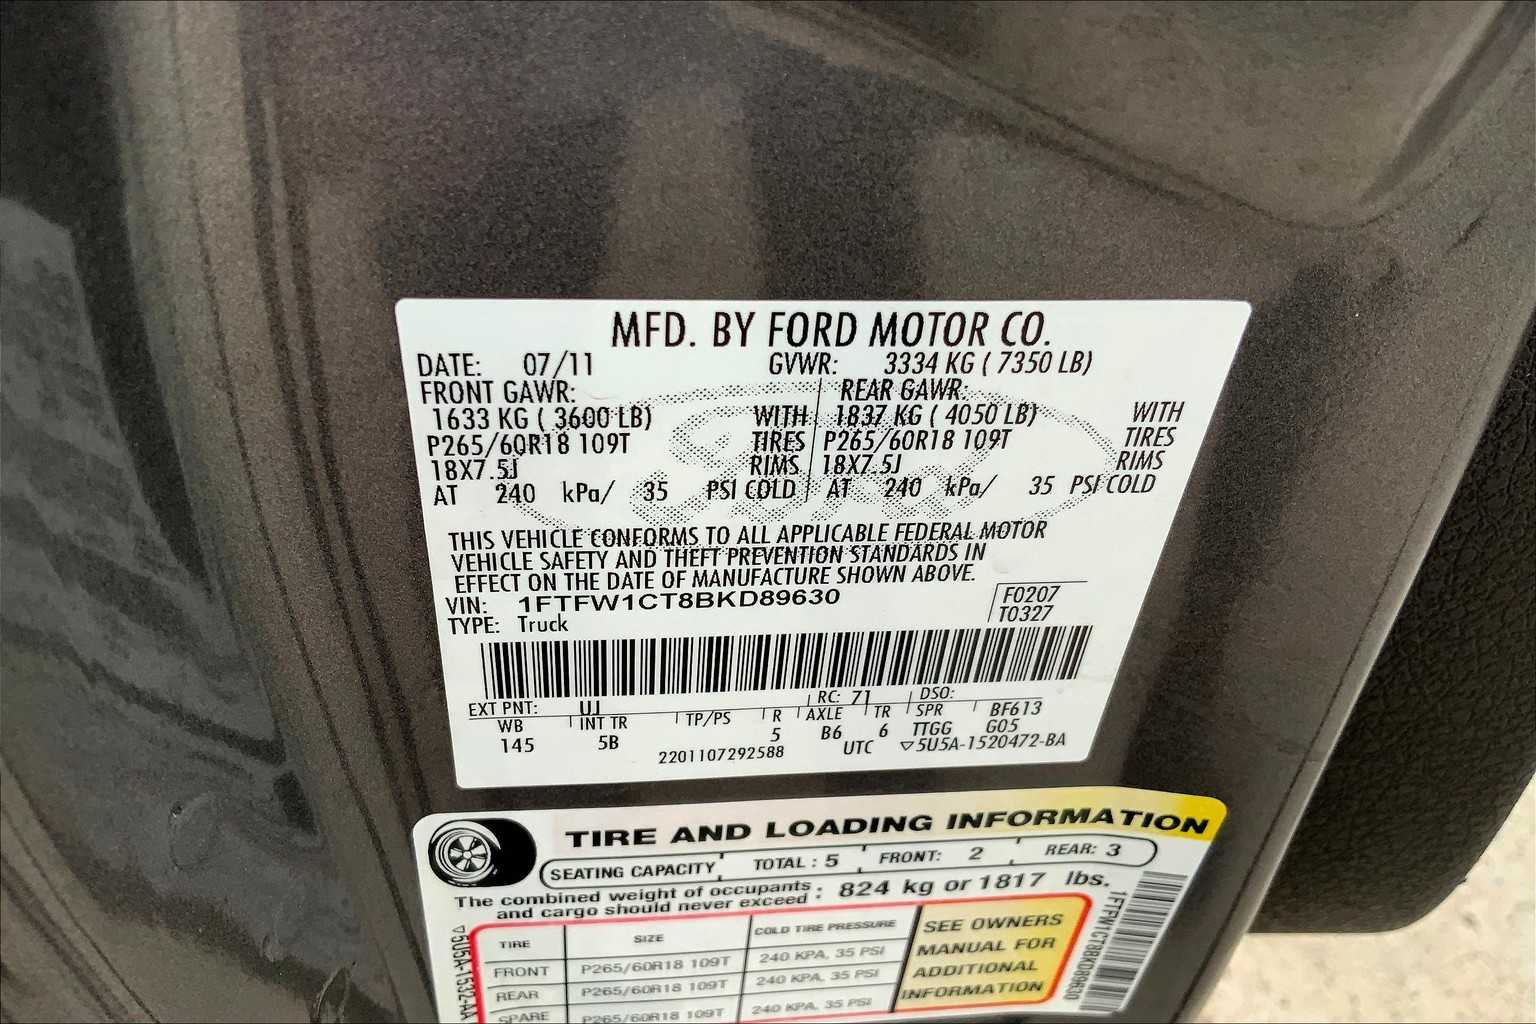 MFD. BY FORD MOTOR CO.
DATE: 07/11 GVWR: 3334 KG ( 7350 LB)
FRONT GAWR: REAR GAWR:
1633 KG ( 3600 LB) WITH 1837 KG ( 4050 LB) WITH
P265/60R18 109T TIRES P265/60R18 109T TIRES
18X7.5J RIMS 18X7.5J RIMS
AT 240 kPa/ 35 PSI COLD AT 240 kPa/ 35 PSI COLD
THIS VEHICLE CONFORMS TO ALL APPLICABLE FEDERAL MOTOR
VEHICLE SAFETY AND THEFT PREVENTION STANDARDS IN
EFFECT ON THE DATE OF MANUFACTURE SHOWN ABOVE.
VIN: 1FTFW1CT8BKD89630 F0207
TYPE: Truck T0327
EXT PNT: UJ RC: 71 DSO:
WB INT TR TP/PS R AXLE TR SPR BF613
145 5B 5 B6 6 TTGG G05
2201107292588 UTC ▽5U5A-1520472-BA
TIRE AND LOADING INFORMATION
SEATING CAPACITY TOTAL : 5 FRONT: 2 REAR: 3
The combined weight of occupants : 824 kg or 1817 lbs.
and cargo should never exceed
TIRE SIZE COLD TIRE PRESSURE
FRONT P265/60R18 109T 240 KPA, 35 PSI
REAR P265/60R18 109T 240 KPA, 35 PSI
SPARE P265/60R18 109T 240 KPA, 35 PSI
SEE OWNERS
MANUAL FOR
ADDITIONAL
INFORMATION
▽5U5A-1532-AA
1FTFW1CT8BKD89630